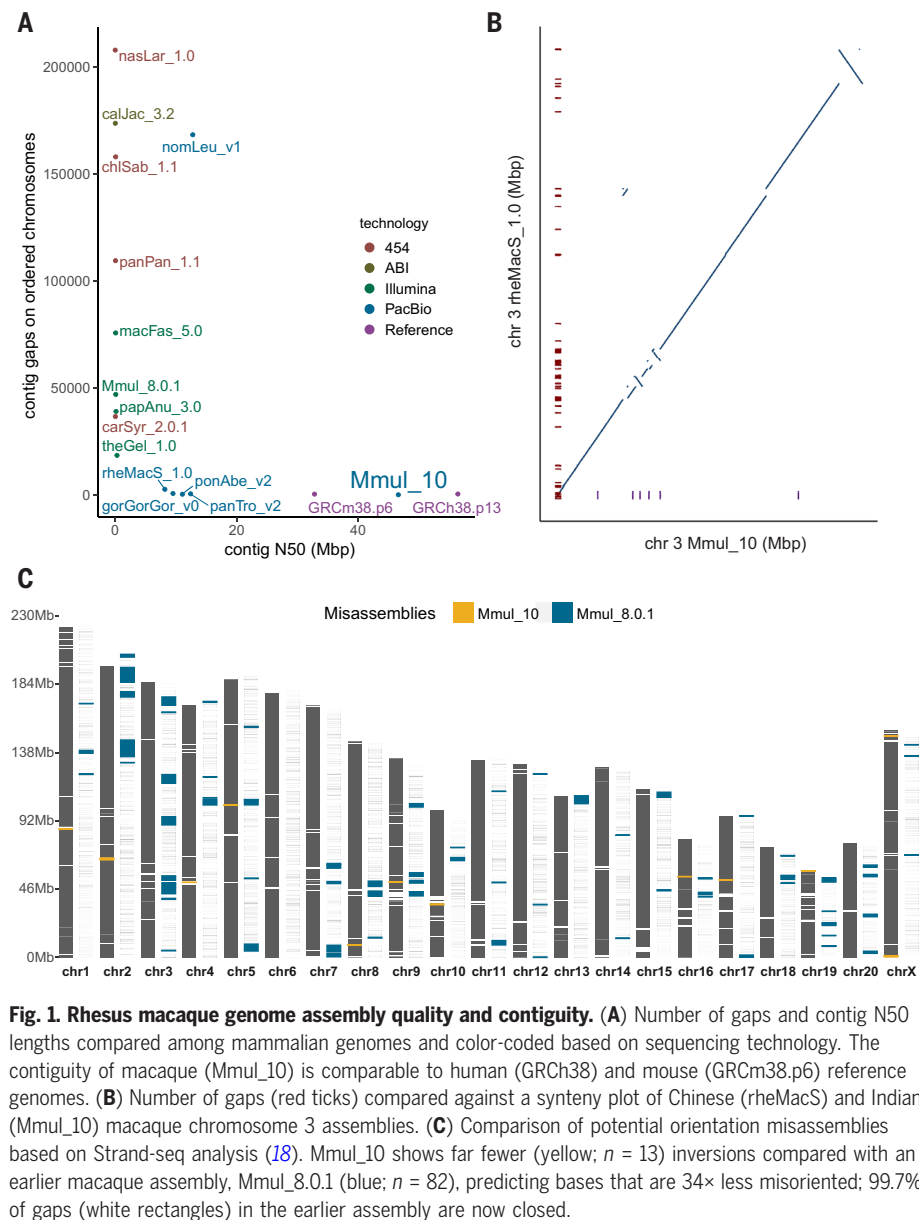 A
200000
150000
100000
50000
0
contig gaps on ordered chromosomes
nasLar_1.0
calJac_3.2
nomLeu_v1
chlSab_1.1
panPan_1.1
macFas_5.0
Mmul_8.0.1
papAnu_3.0
carSyr_2.0.1
theGel_1.0
rheMacS_1.0
ponAbe_v2
Mmul_10
gorGorGor_v0
panTro_v2
GRCm38.p6
GRCh38.p13
technology
454
ABI
Illumina
PacBio
Reference
0
20
40
contig N50 (Mbp)
B
chr 3 rheMacS_1.0 (Mbp)
chr 3 Mmul_10 (Mbp)
C
Misassemblies
Mmul_10
Mmul_8.0.1
230Mb
184Mb
138Mb
92Mb
46Mb
0Mb
chr1 chr2 chr3 chr4 chr5 chr6 chr7 chr8 chr9 chr10 chr11 chr12 chr13 chr14 chr15 chr16 chr17 chr18 chr19 chr20 chrX
Fig. 1. Rhesus macaque genome assembly quality and contiguity. (A) Number of gaps and contig N50
lengths compared among mammalian genomes and color-coded based on sequencing technology. The
contiguity of macaque (Mmul_10) is comparable to human (GRCh38) and mouse (GRCm38.p6) reference
genomes. (B) Number of gaps (red ticks) compared against a synteny plot of Chinese (rheMacS) and Indian
(Mmul_10) macaque chromosome 3 assemblies. (C) Comparison of potential orientation misassemblies
based on Strand-seq analysis (18). Mmul_10 shows far fewer (yellow; n = 13) inversions compared with an
earlier macaque assembly, Mmul_8.0.1 (blue; n = 82), predicting bases that are 34× less misoriented; 99.7%
of gaps (white rectangles) in the earlier assembly are now closed.